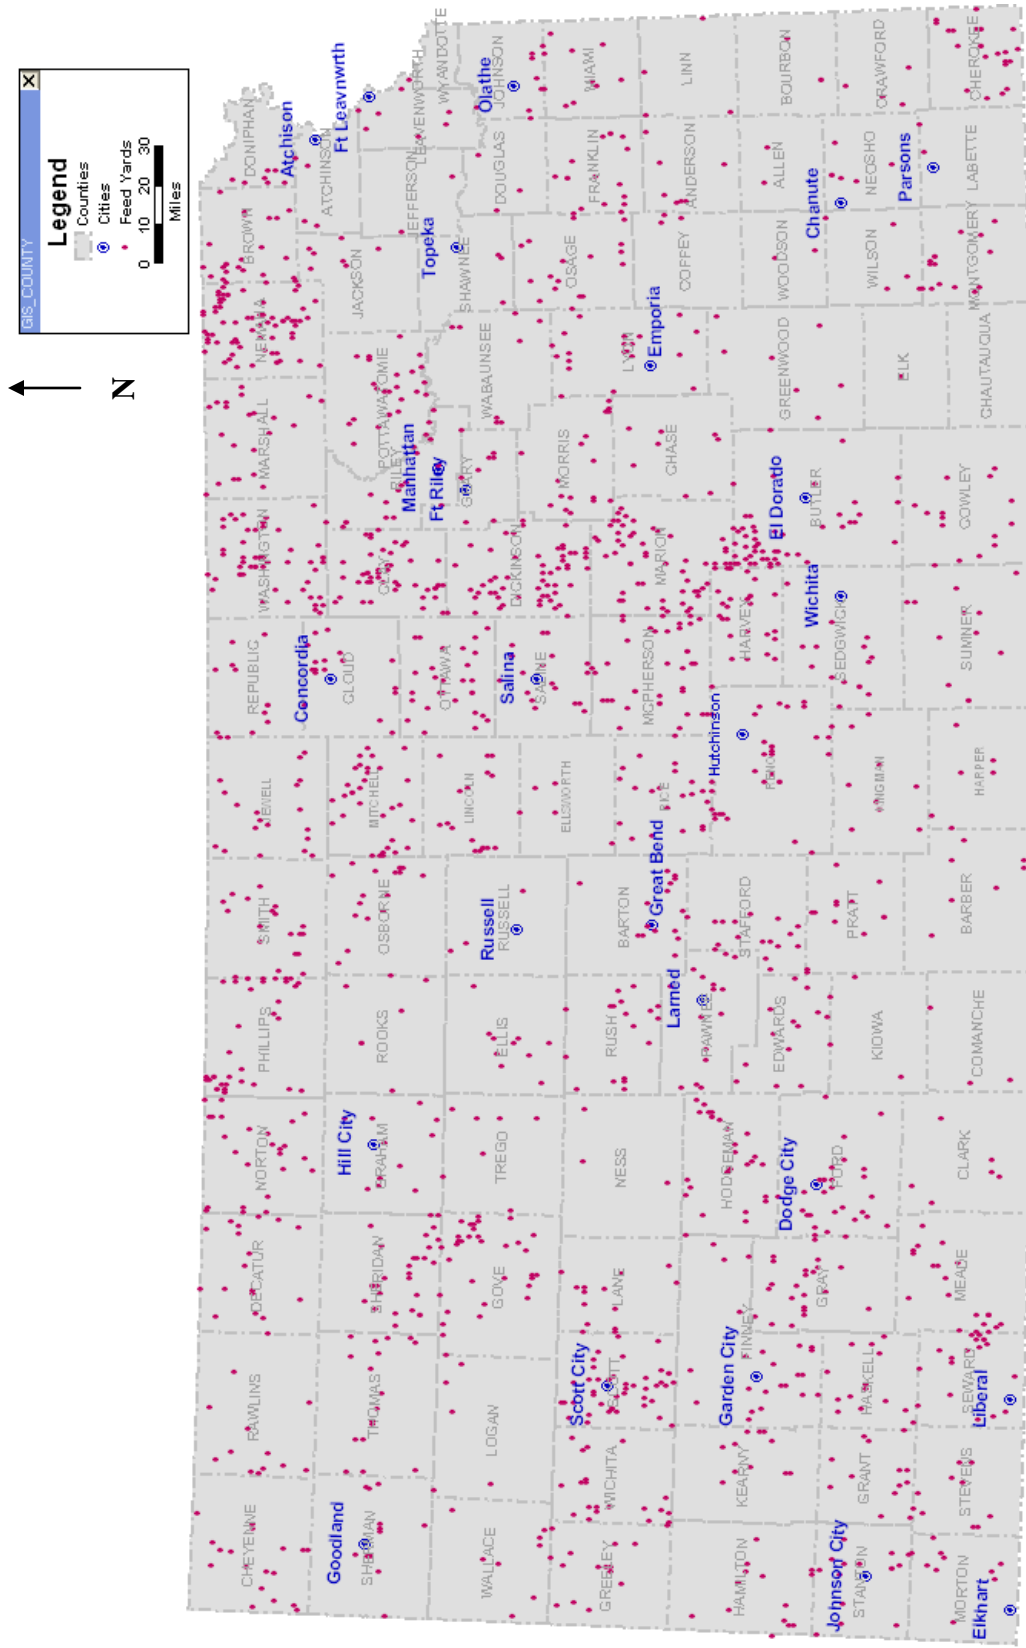 GIS_COUNTY
X
Legend
Counties
Cities
Feed Yards
0 10 20 30
Miles
N
CHEYENNE
RAWLINS
DECATUR
NORTON
PHILLIPS
SMITH
JEWELL
REPUBLIC
WASHINGTON
MARSHALL
NEMAHA
BROWN
DONIPHAN
Atchison
ATCHINSON
Ft Leavnwrth
Goodland
SHERMAN
THOMAS
SHERIDAN
Hill City
GRAHAM
ROOKS
OSBORNE
MITCHELL
Concordia
CLOUD
CLAY
RILEY
POTTAWATOMIE
JACKSON
JEFFERSON
LEAVENWORTH
WYANDOTTE
Manhattan
Ft Riley
Topeka
WALLACE
LOGAN
GOVE
TREGO
ELLIS
Russell
RUSSELL
LINCOLN
OTTAWA
Salina
SALINE
DICKINSON
GEARY
WABAUNSEE
SHAWNEE
DOUGLAS
Olathe
JOHNSON
ELLSWORTH
MORRIS
OSAGE
FRANKLIN
MIAMI
GREELEY
WICHITA
Scott City
SCOTT
LANE
NESS
RUSH
BARTON
Great Bend
RICE
MCPHERSON
MARION
CHASE
LYON
Emporia
COFFEY
ANDERSON
LINN
HAMILTON
KEARNY
Garden City
FINNEY
HODGEMAN
Larned
PAWNEE
STAFFORD
Hutchinson
RENO
HARVEY
El Dorado
BUTLER
GREENWOOD
WOODSON
ALLEN
BOURBON
Johnson City
STANTON
GRANT
HASKELL
GRAY
Dodge City
FORD
EDWARDS
KIOWA
PRATT
KINGMAN
Wichita
SEDGWICK
ELK
WILSON
Chanute
NEOSHO
CRAWFORD
Elkhart
MORTON
STEVENS
Liberal
SEWARD
MEADE
CLARK
COMANCHE
BARBER
HARPER
SUMNER
COWLEY
CHAUTAUQUA
MONTGOMERY
Parsons
LABETTE
CHEROKEE